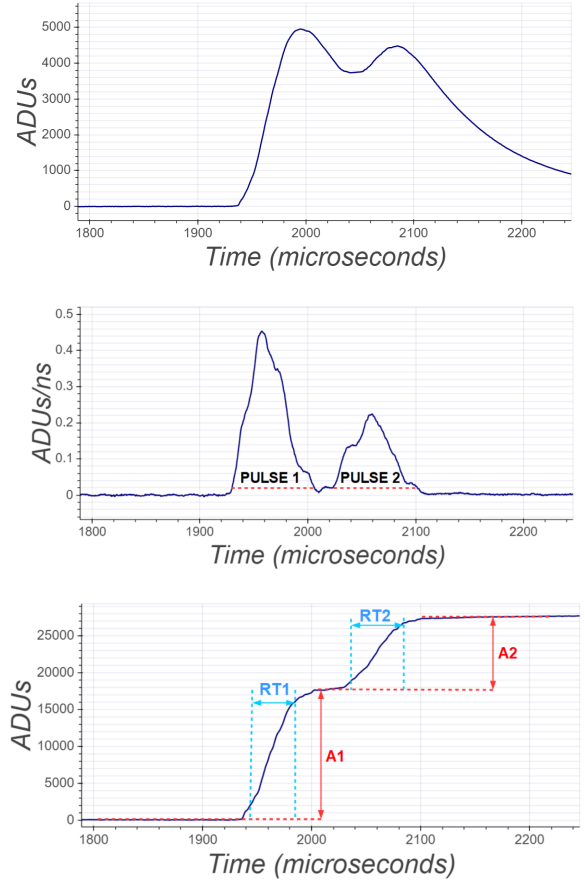 ADUs
5000
4000
3000
2000
1000
0
1800 1900 2000 2100 2200
Time (microseconds)
ADUs/ns
0.5
0.4
0.3
0.2
0.1
0
PULSE 1 PULSE 2
1800 1900 2000 2100 2200
Time (microseconds)
ADUs
25000
20000
15000
10000
5000
0
RT1 RT2
A1 A2
1800 1900 2000 2100 2200
Time (microseconds)